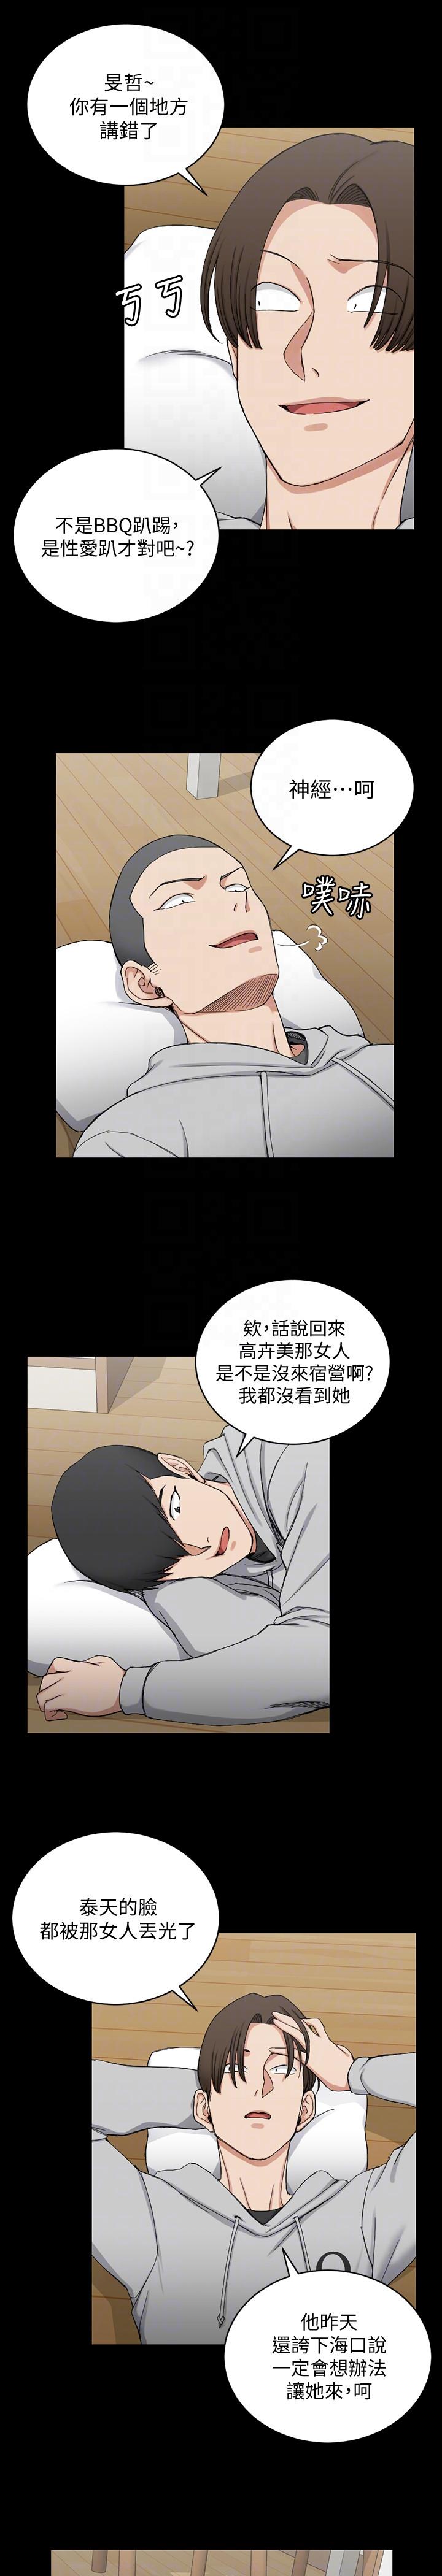 旻哲~
你有一個地方
講錯了
ㄎㄎ
不是BBQ趴踢,
是性愛趴才對吧~?
神經…呵
噗哧
欸,話說回來
高卉美那女人
是不是沒來宿營啊?
我都沒看到她
泰天的臉
都被那女人丟光了
他昨天
還誇下海口說
一定會想辦法
讓她來,呵